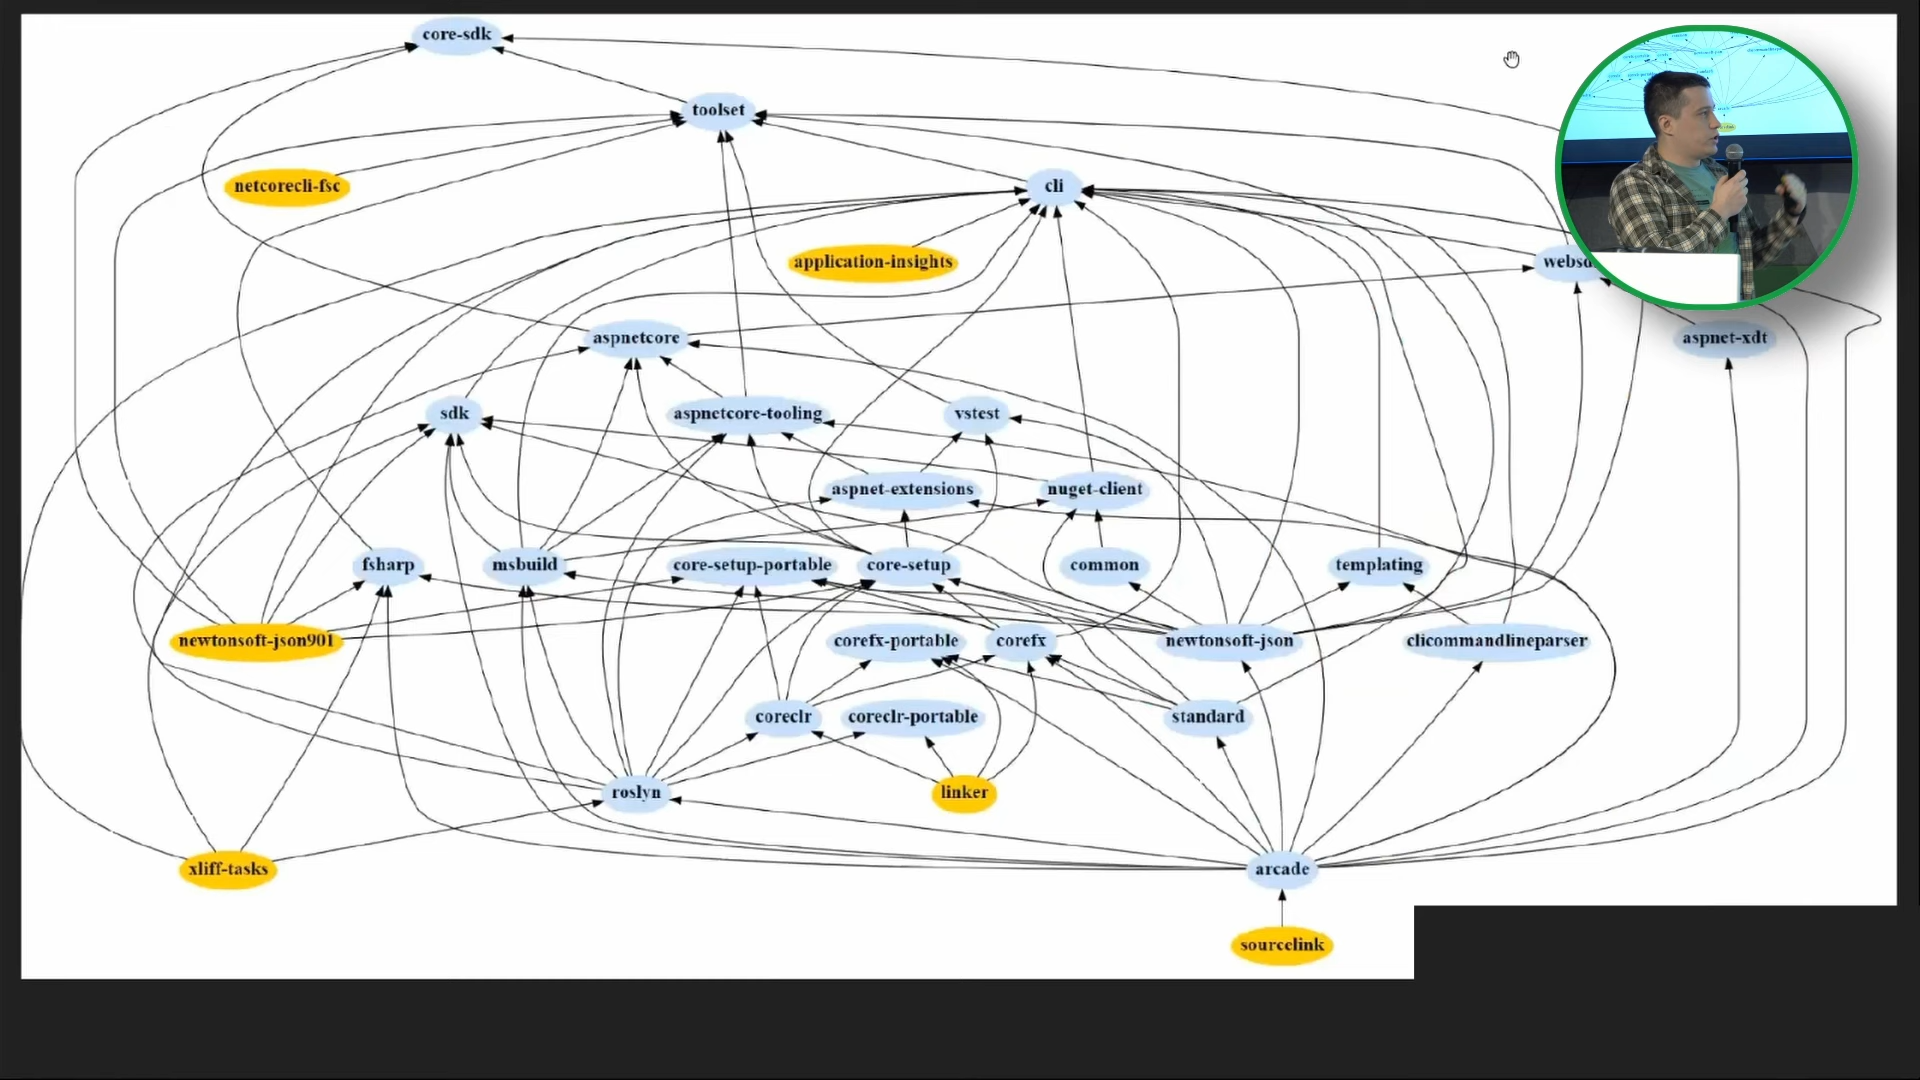 core-sdk
toolset
netcorecli-fsc
cli
application-insights
aspnetcore
aspnet-xdt
sdk
aspnetcore-tooling
vstest
aspnet-extensions
nuget-client
fsharp
msbuild
core-setup-portable
core-setup
common
templating
newtonsoft-json901
corefx-portable
corefx
newtonsoft-json
clicommandlineparser
coreclr
coreclr-portable
standard
roslyn
linker
xliff-tasks
arcade
sourcelink